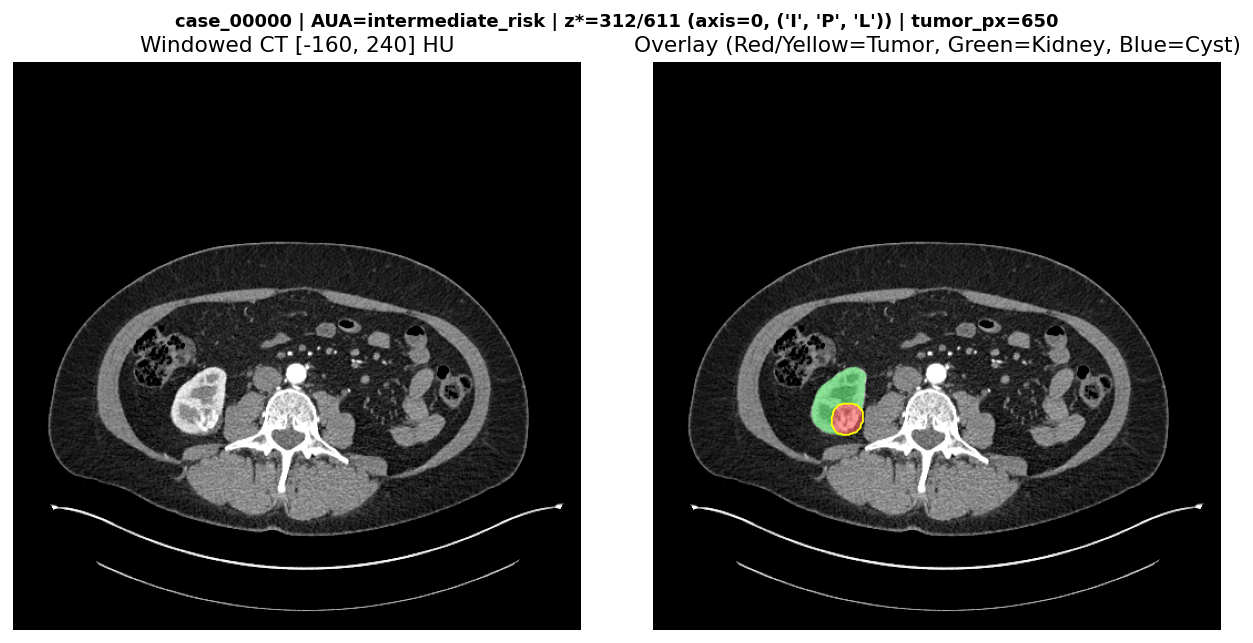 case_00000 | AUA=intermediate_risk | z*=312/611 (axis=0, ('I', 'P', 'L')) | tumor_px=650
Windowed CT [-160, 240] HU
Overlay (Red/Yellow=Tumor, Green=Kidney, Blue=Cyst)